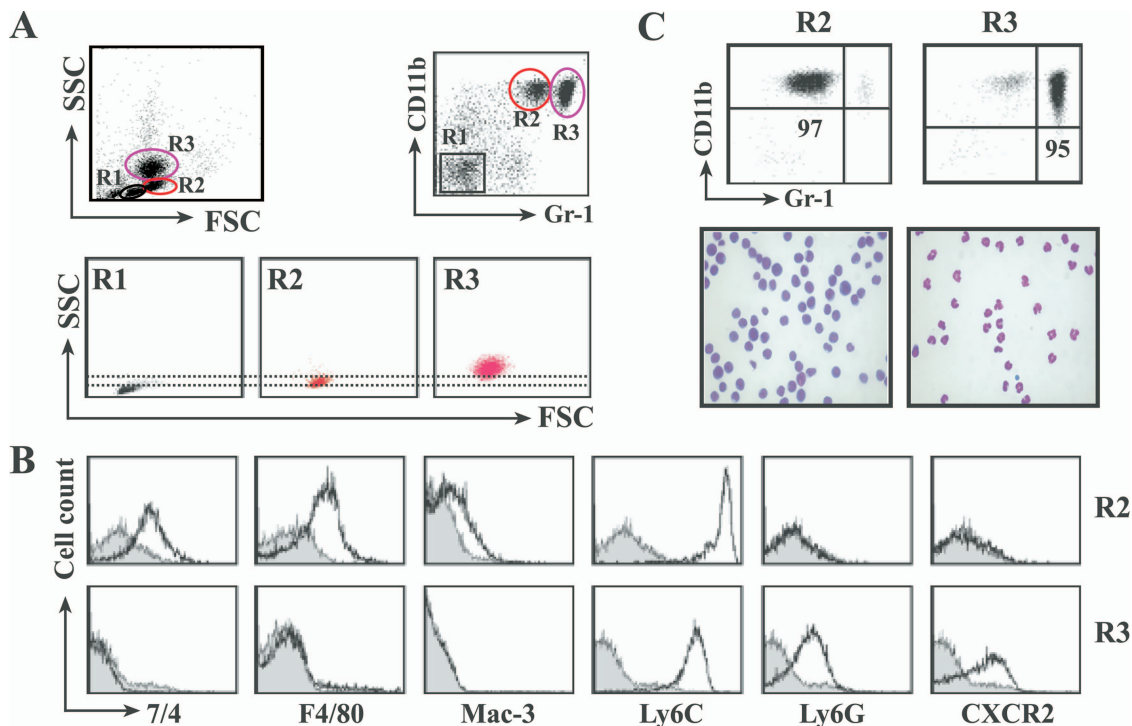 A
SSC
R3
R1
R2
FSC
CD11b
R1
R2
R3
Gr-1
SSC
R1
R2
R3
FSC
C
R2
R3
CD11b
97
95
Gr-1
B
Cell count
R2
R3
7/4
F4/80
Mac-3
Ly6C
Ly6G
CXCR2